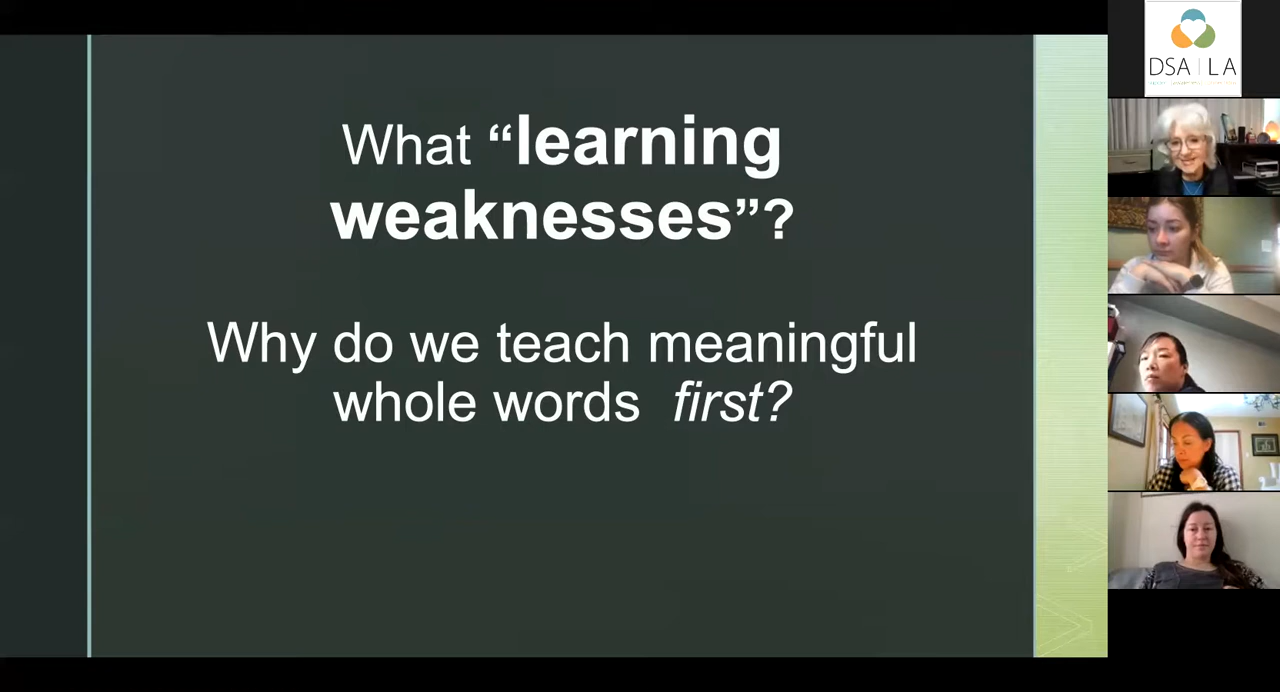 What “learning
weaknesses”?
Why do we teach meaningful
whole words first?
DSA | LA